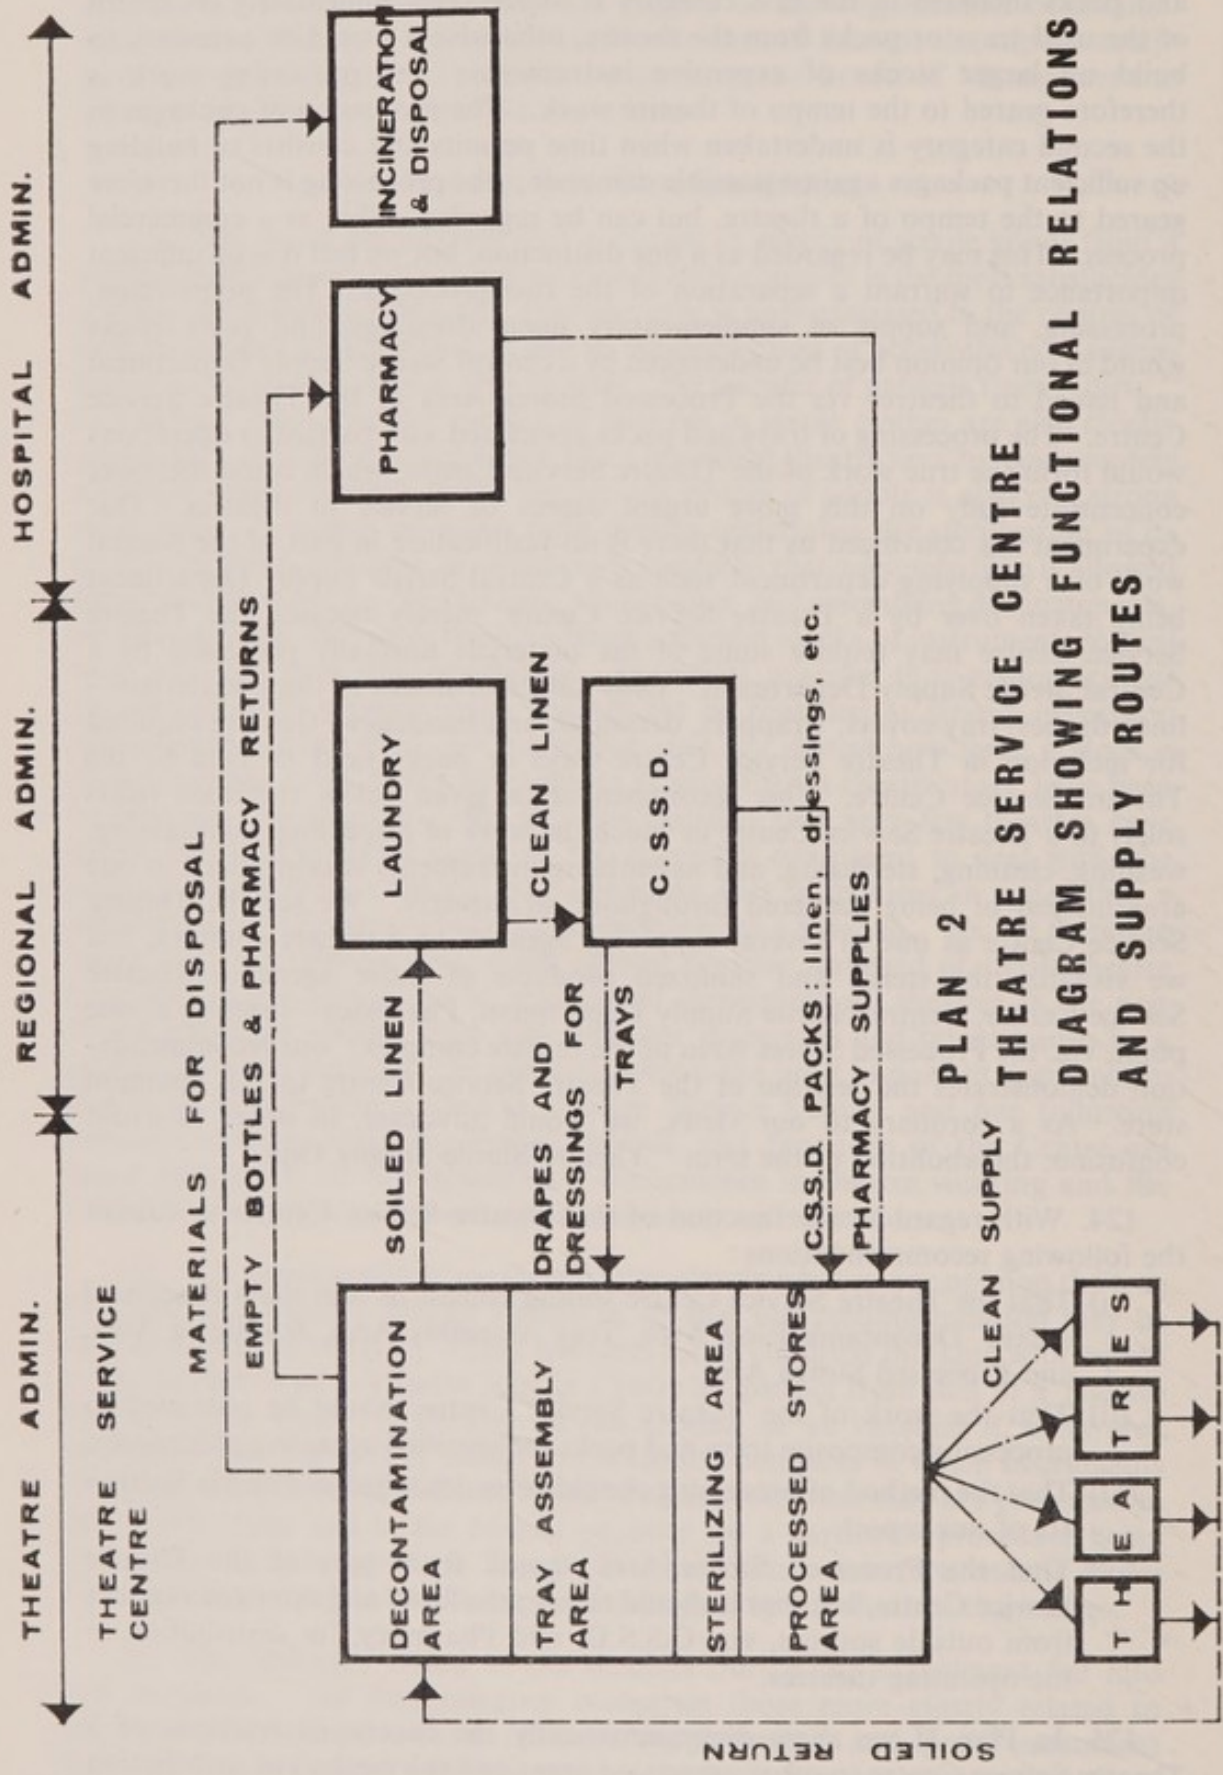 THEATRE ADMIN.
REGIONAL ADMIN.
HOSPITAL ADMIN.
THEATRE SERVICE
CENTRE
MATERIALS FOR DISPOSAL
EMPTY BOTTLES & PHARMACY RETURNS
DECONTAMINATION
AREA
TRAY ASSEMBLY
AREA
STERILIZING AREA
PROCESSED STORES
AREA
SOILED LINEN
LAUNDRY
CLEAN LINEN
C.S.S.D.
DRAPES AND
DRESSINGS FOR
TRAYS
C.S.S.D. PACKS: linen, dressings, etc.
PHARMACY SUPPLIES
PHARMACY
INCINERATION
& DISPOSAL
CLEAN SUPPLY
THEATRES
SOILED RETURN
PLAN 2
THEATRE SERVICE CENTRE
DIAGRAM SHOWING FUNCTIONAL RELATIONS
AND SUPPLY ROUTES